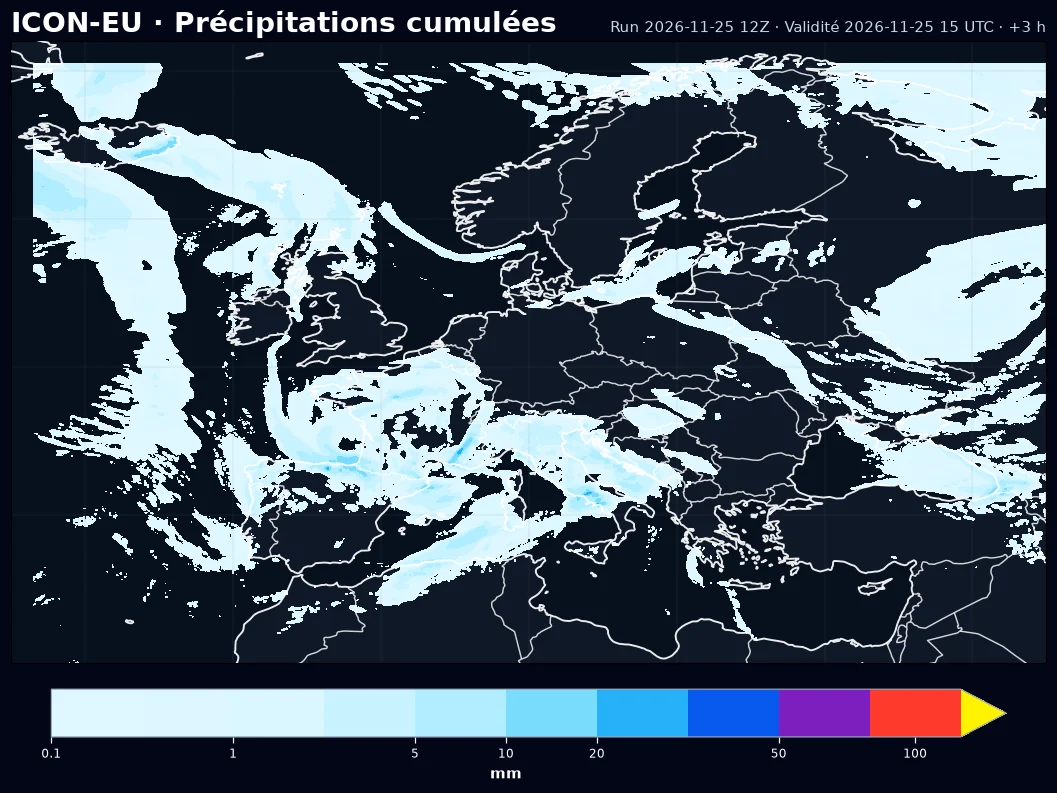 ICON-EU · Précipitations cumulées
Run 2026-11-25 12Z · Validité 2026-11-25 15 UTC · +3 h
0.1 1 5 10 20 50 100
mm